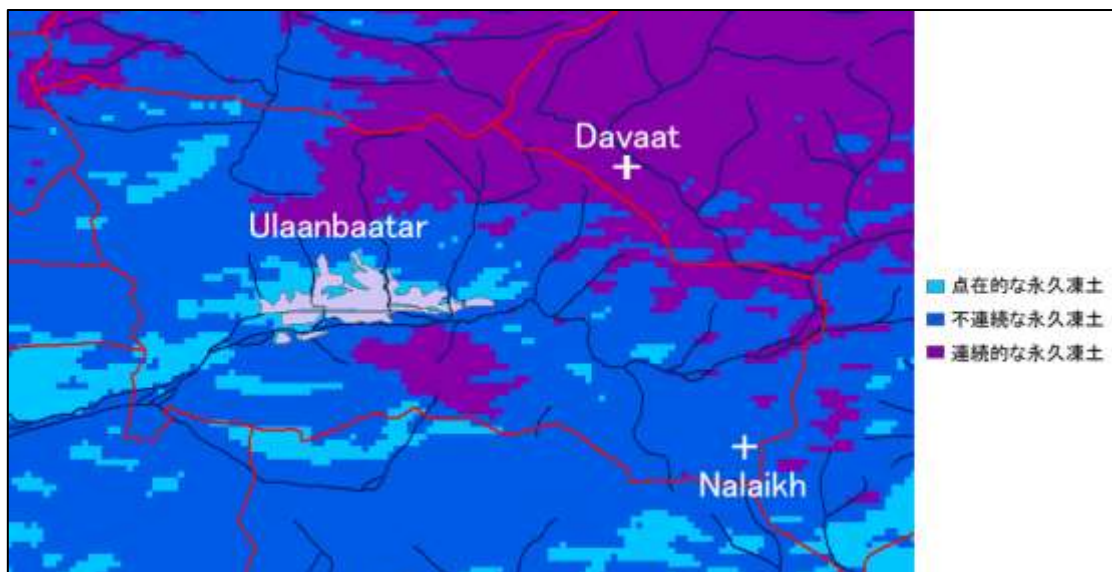 Davaat
Ulaanbaatar
点在的な永久凍土
不連続な永久凍土
連続的な永久凍土
Nalaikh